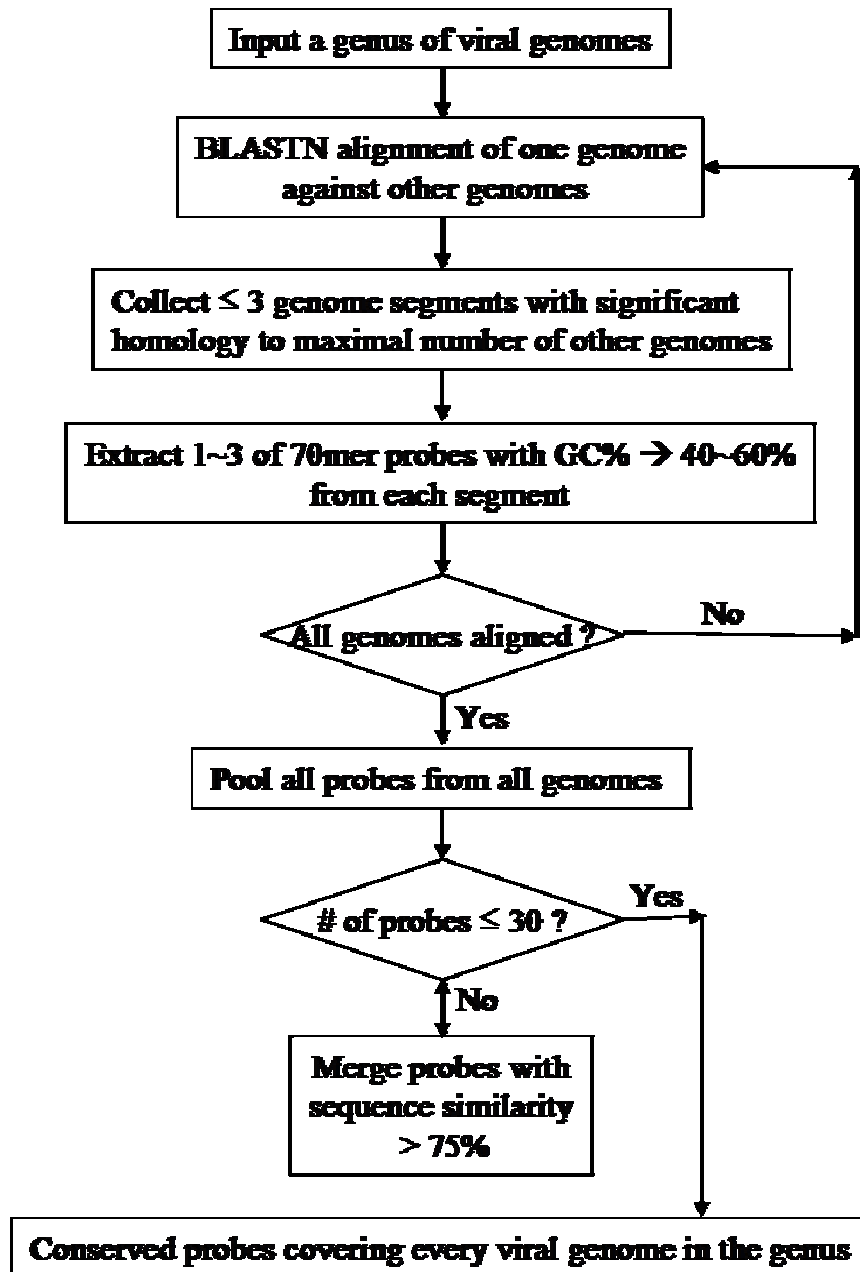 Input a genus of viral genomes
BLASTN alignment of one genome
against other genomes
Collect ≤ 3 genome segments with significant
homology to maximal number of other genomes
Extract 1~3 of 70mer probes with GC% → 40~60%
from each segment
All genomes aligned ?
No
Yes
Pool all probes from all genomes
# of probes ≤ 30 ?
Yes
No
Merge probes with
sequence similarity
> 75%
Conserved probes covering every viral genome in the genus